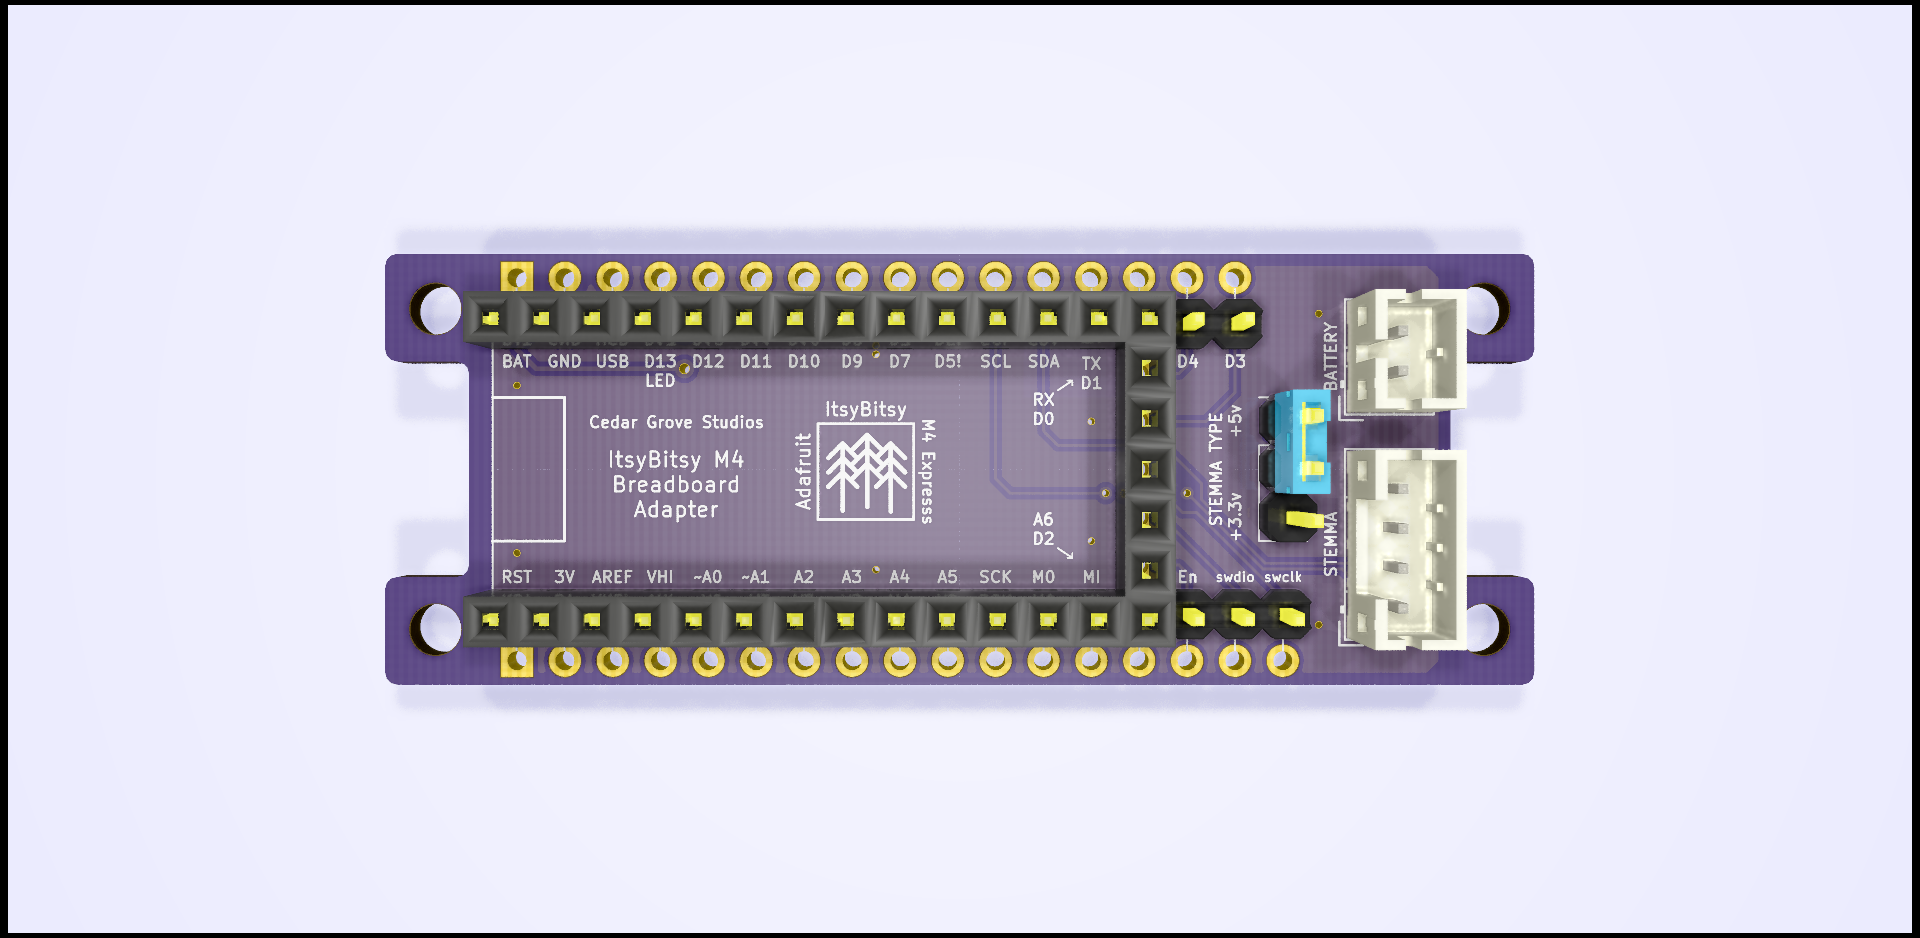 BAT GND USB D13 D12 D11 D10 D9 D7 D5! SCL SDA TX D4 D3
LED
D1
RX
D0
Cedar Grove Studios
ItsyBitsy M4
Breadboard
Adapter
ItsyBitsy
Adafruit
M4 Expresss
A6
D2
STEMMA TYPE
+5v
+3.3v
BATTERY
STEMMA
RST 3V AREF VHI ~A0 ~A1 A2 A3 A4 A5 SCK MO MI En swdio swclk